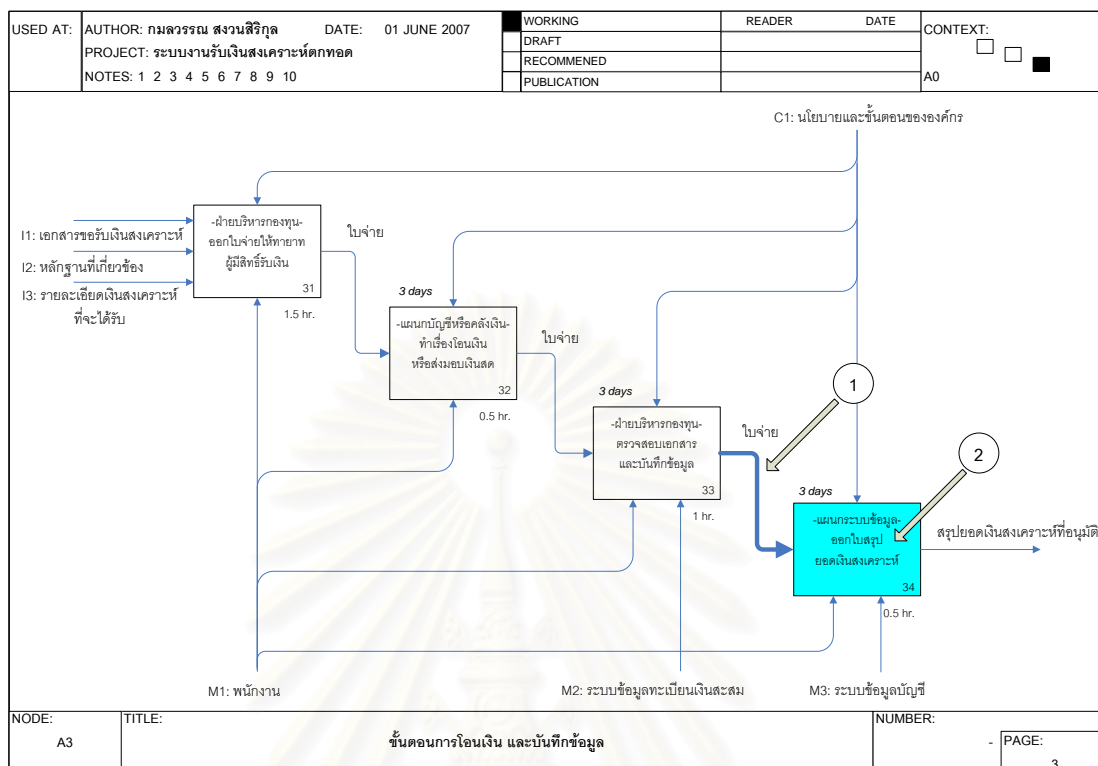 USED AT:
AUTHOR: กมลวรรณ สงวนสิริกุล DATE: 01 JUNE 2007
PROJECT: ระบบงานรับเงินสงเคราะห์ตกทอด
NOTES: 1 2 3 4 5 6 7 8 9 10
WORKING
DRAFT
RECOMMENED
PUBLICATION
READER DATE
CONTEXT:
A0
C1: นโยบายและขั้นตอนขององค์กร
I1: เอกสารขอรับเงินสงเคราะห์
I2: หลักฐานที่เกี่ยวข้อง
I3: รายละเอียดเงินสงเคราะห์
ที่จะได้รับ
-ฝ่ายบริหารกองทุน-
ออกใบจ่ายให้ทายาท
ผู้มีสิทธิ์รับเงิน
31
1.5 hr.
ใบจ่าย
3 days
-แผนกบัญชีหรือคลังเงิน-
ทำเรื่องโอนเงิน
หรือส่งมอบเงินสด
32
0.5 hr.
ใบจ่าย
3 days
-ฝ่ายบริหารกองทุน-
ตรวจสอบเอกสาร
และบันทึกข้อมูล
33
1 hr.
ใบจ่าย
1
2
3 days
-แผนกระบบข้อมูล-
ออกใบสรุป
ยอดเงินสงเคราะห์
34
0.5 hr.
สรุปยอดเงินสงเคราะห์ที่อนุมัติ
M1: พนักงาน
M2: ระบบข้อมูลทะเบียนเงินสะสม
M3: ระบบข้อมูลบัญชี
NODE:
A3
TITLE:
ขั้นตอนการโอนเงิน และบันทึกข้อมูล
NUMBER:
-
PAGE:
3